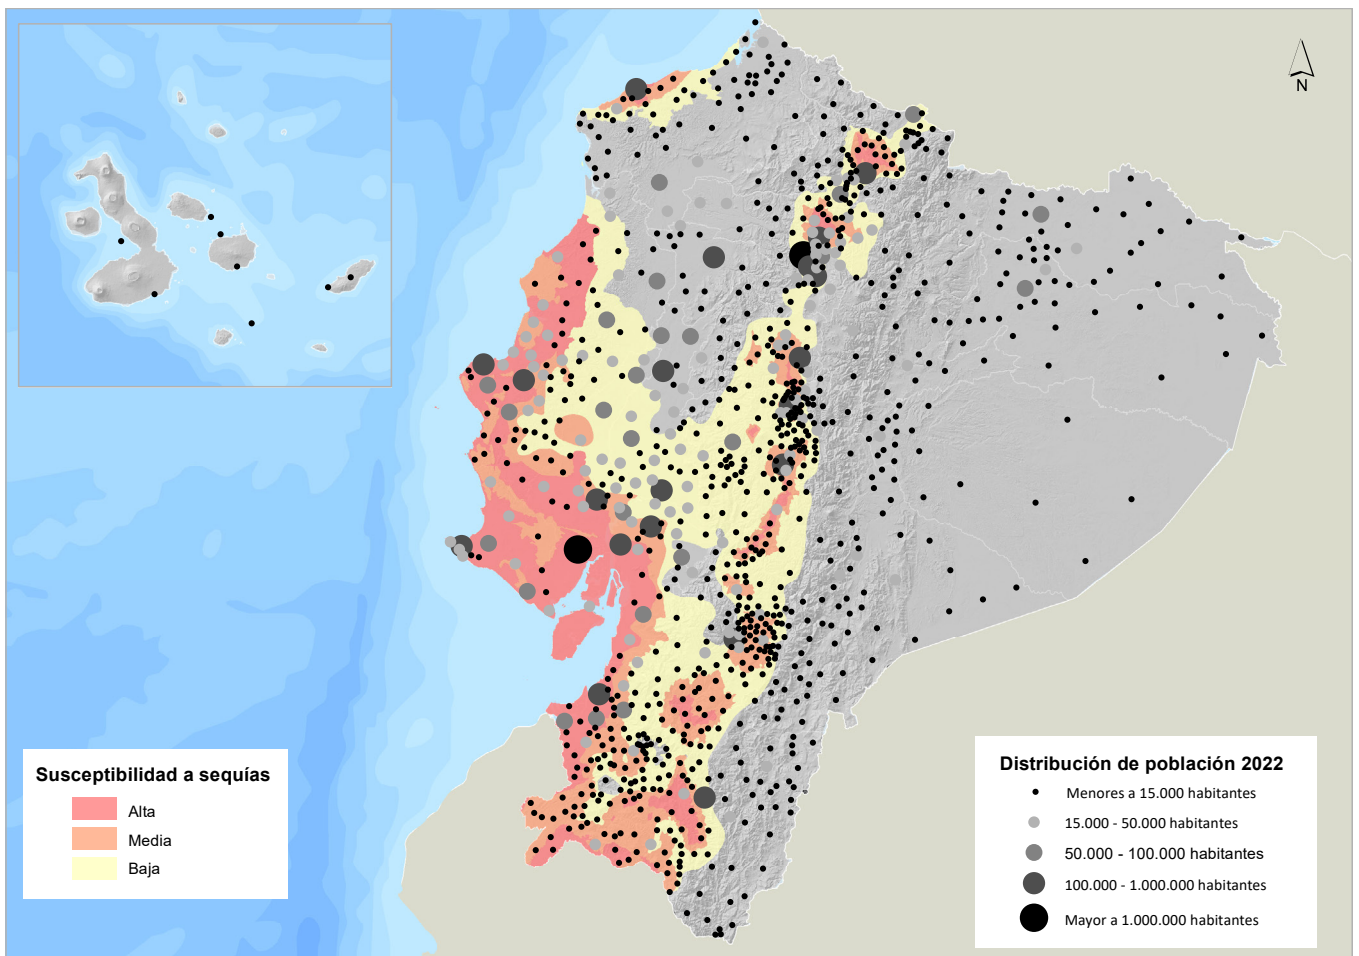 N
Susceptibilidad a sequías
Alta
Media
Baja
Distribución de población 2022
Menores a 15.000 habitantes
15.000 - 50.000 habitantes
50.000 - 100.000 habitantes
100.000 - 1.000.000 habitantes
Mayor a 1.000.000 habitantes